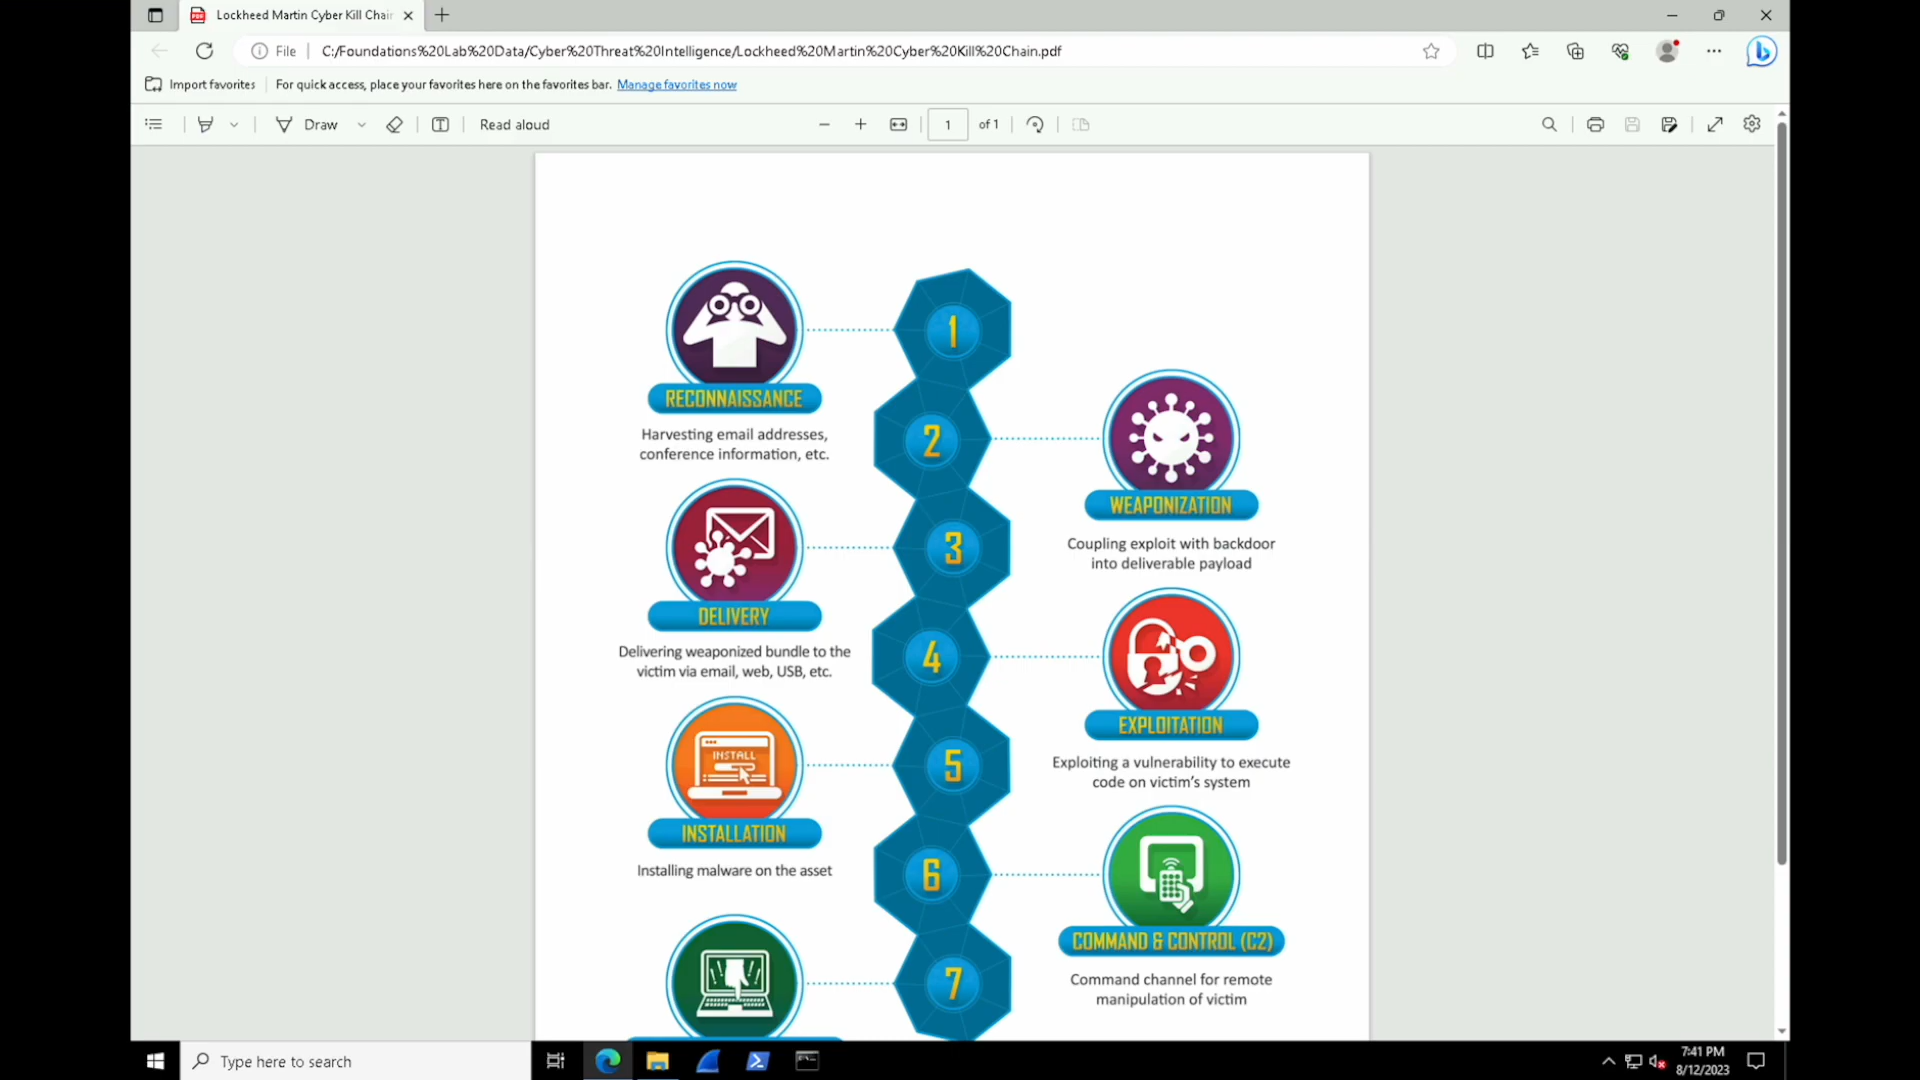 Lockheed Martin Cyber Kill Chain
File
C:/Foundations%20Lab%20Data/Cyber%20Threat%20Intelligence/Lockheed%20Martin%20Cyber%20Kill%20Chain.pdf
Import favorites
For quick access, place your favorites here on the favorites bar. Manage favorites now
Draw
Read aloud
1
of 1
1
RECONNAISSANCE
Harvesting email addresses,
conference information, etc.
2
WEAPONIZATION
Coupling exploit with backdoor
into deliverable payload
3
DELIVERY
Delivering weaponized bundle to the
victim via email, web, USB, etc.
4
EXPLOITATION
Exploiting a vulnerability to execute
code on victim's system
5
INSTALL
INSTALLATION
Installing malware on the asset
6
COMMAND & CONTROL (C2)
Command channel for remote
manipulation of victim
7
Type here to search
7:41 PM
8/12/2023